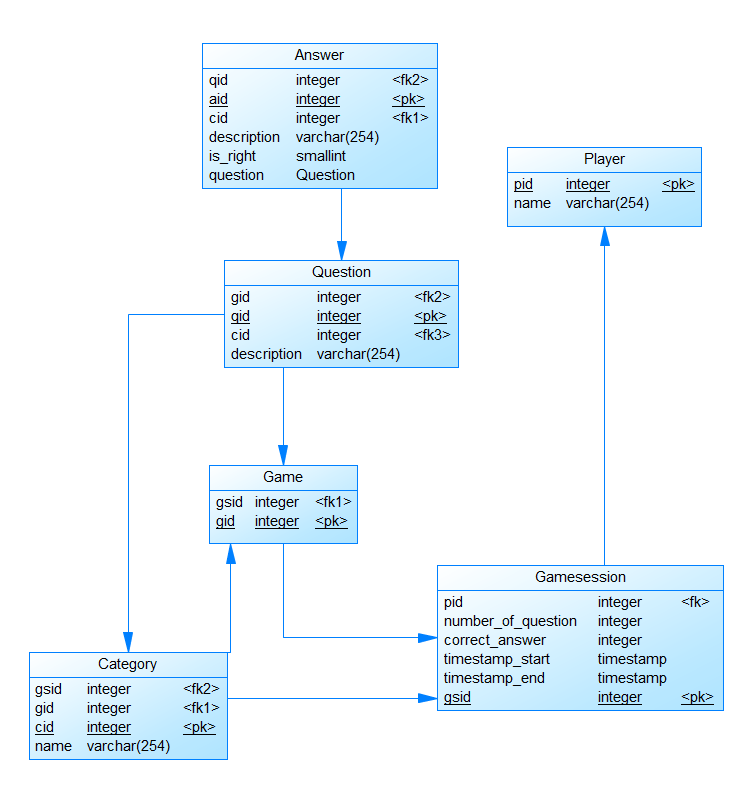 Answer
qid integer <fk2>
aid integer <pk>
cid integer <fk1>
description varchar(254)
is_right smallint
question Question
Player
pid integer <pk>
name varchar(254)
Question
gid integer <fk2>
qid integer <pk>
cid integer <fk3>
description varchar(254)
Game
gsid integer <fk1>
gid integer <pk>
Gamesession
pid integer <fk>
number_of_question integer
correct_answer integer
timestamp_start timestamp
timestamp_end timestamp
gsid integer <pk>
Category
gsid integer <fk2>
gid integer <fk1>
cid integer <pk>
name varchar(254)